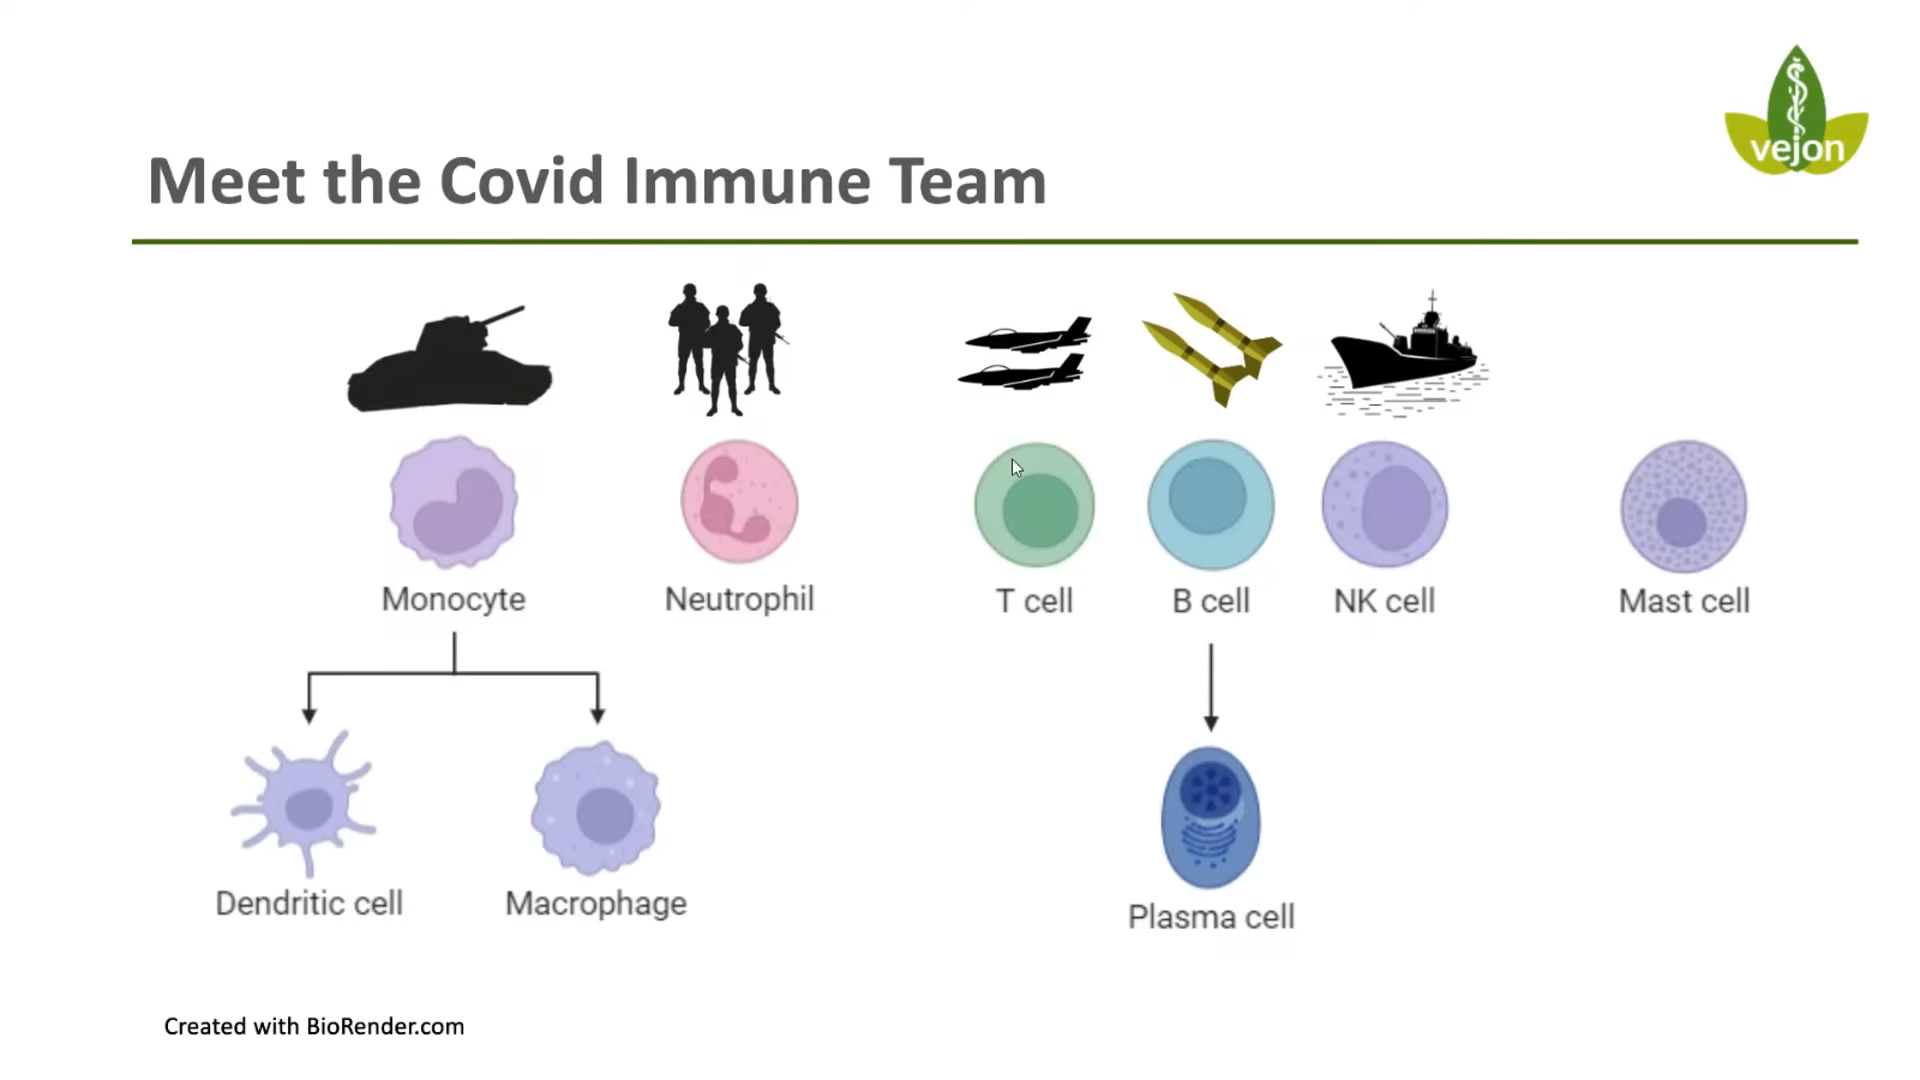 vejon
Meet the Covid Immune Team
Monocyte
Neutrophil
T cell
B cell
NK cell
Mast cell
Dendritic cell
Macrophage
Plasma cell
Created with BioRender.com